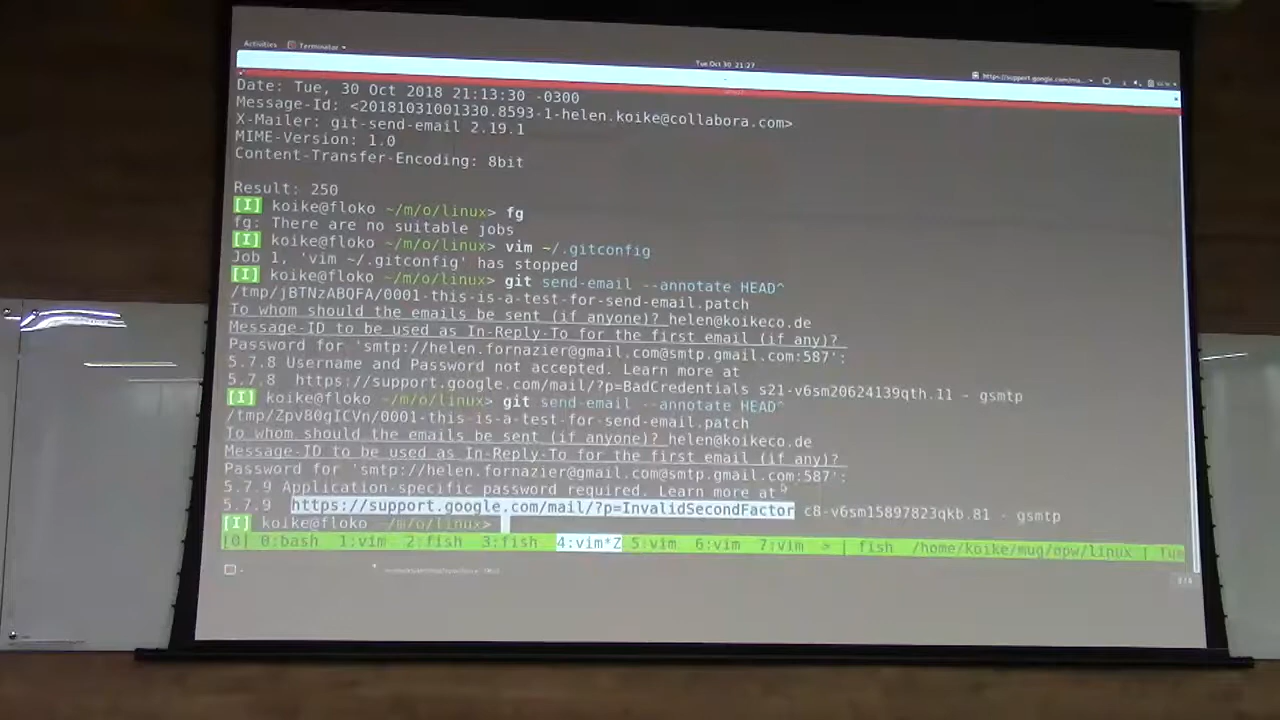 Activities Terminator
Tue Oct 30 21:27
Date: Tue, 30 Oct 2018 21:13:30 -0300
Message-Id: <20181031001330.8593-1-helen.koike@collabora.com>
X-Mailer: git-send-email 2.19.1
MIME-Version: 1.0
Content-Transfer-Encoding: 8bit
Result: 250
[I] koike@floko ~/m/o/linux> fg
fg: There are no suitable jobs
[I] koike@floko ~/m/o/linux> vim ~/.gitconfig
Job 1, 'vim ~/.gitconfig' has stopped
[I] koike@floko ~/m/o/linux> git send-email --annotate HEAD^
/tmp/jBTNzABQFA/0001-this-is-a-test-for-send-email.patch
To whom should the emails be sent (if anyone)? helen@koikeco.de
Message-ID to be used as In-Reply-To for the first email (if any)?
Password for 'smtp://helen.fornazier@gmail.com@smtp.gmail.com:587':
5.7.8 Username and Password not accepted. Learn more at
5.7.8  https://support.google.com/mail/?p=BadCredentials s21-v6sm20624139qth.11 - gsmtp
[I] koike@floko ~/m/o/linux> git send-email --annotate HEAD^
/tmp/Zpv80gICVn/0001-this-is-a-test-for-send-email.patch
To whom should the emails be sent (if anyone)? helen@koikeco.de
Message-ID to be used as In-Reply-To for the first email (if any)?
Password for 'smtp://helen.fornazier@gmail.com@smtp.gmail.com:587':
5.7.9 Application-specific password required. Learn more at
5.7.9  https://support.google.com/mail/?p=InvalidSecondFactor c8-v6sm15897823qkb.81 - gsmtp
[I] koike@floko ~/m/o/linux>
[0] 0:bash 1:vim 2:fish 3:fish 4:vim*Z 5:vim 6:vim 7:vim > | fish /home/koike/mug/opw/linux |